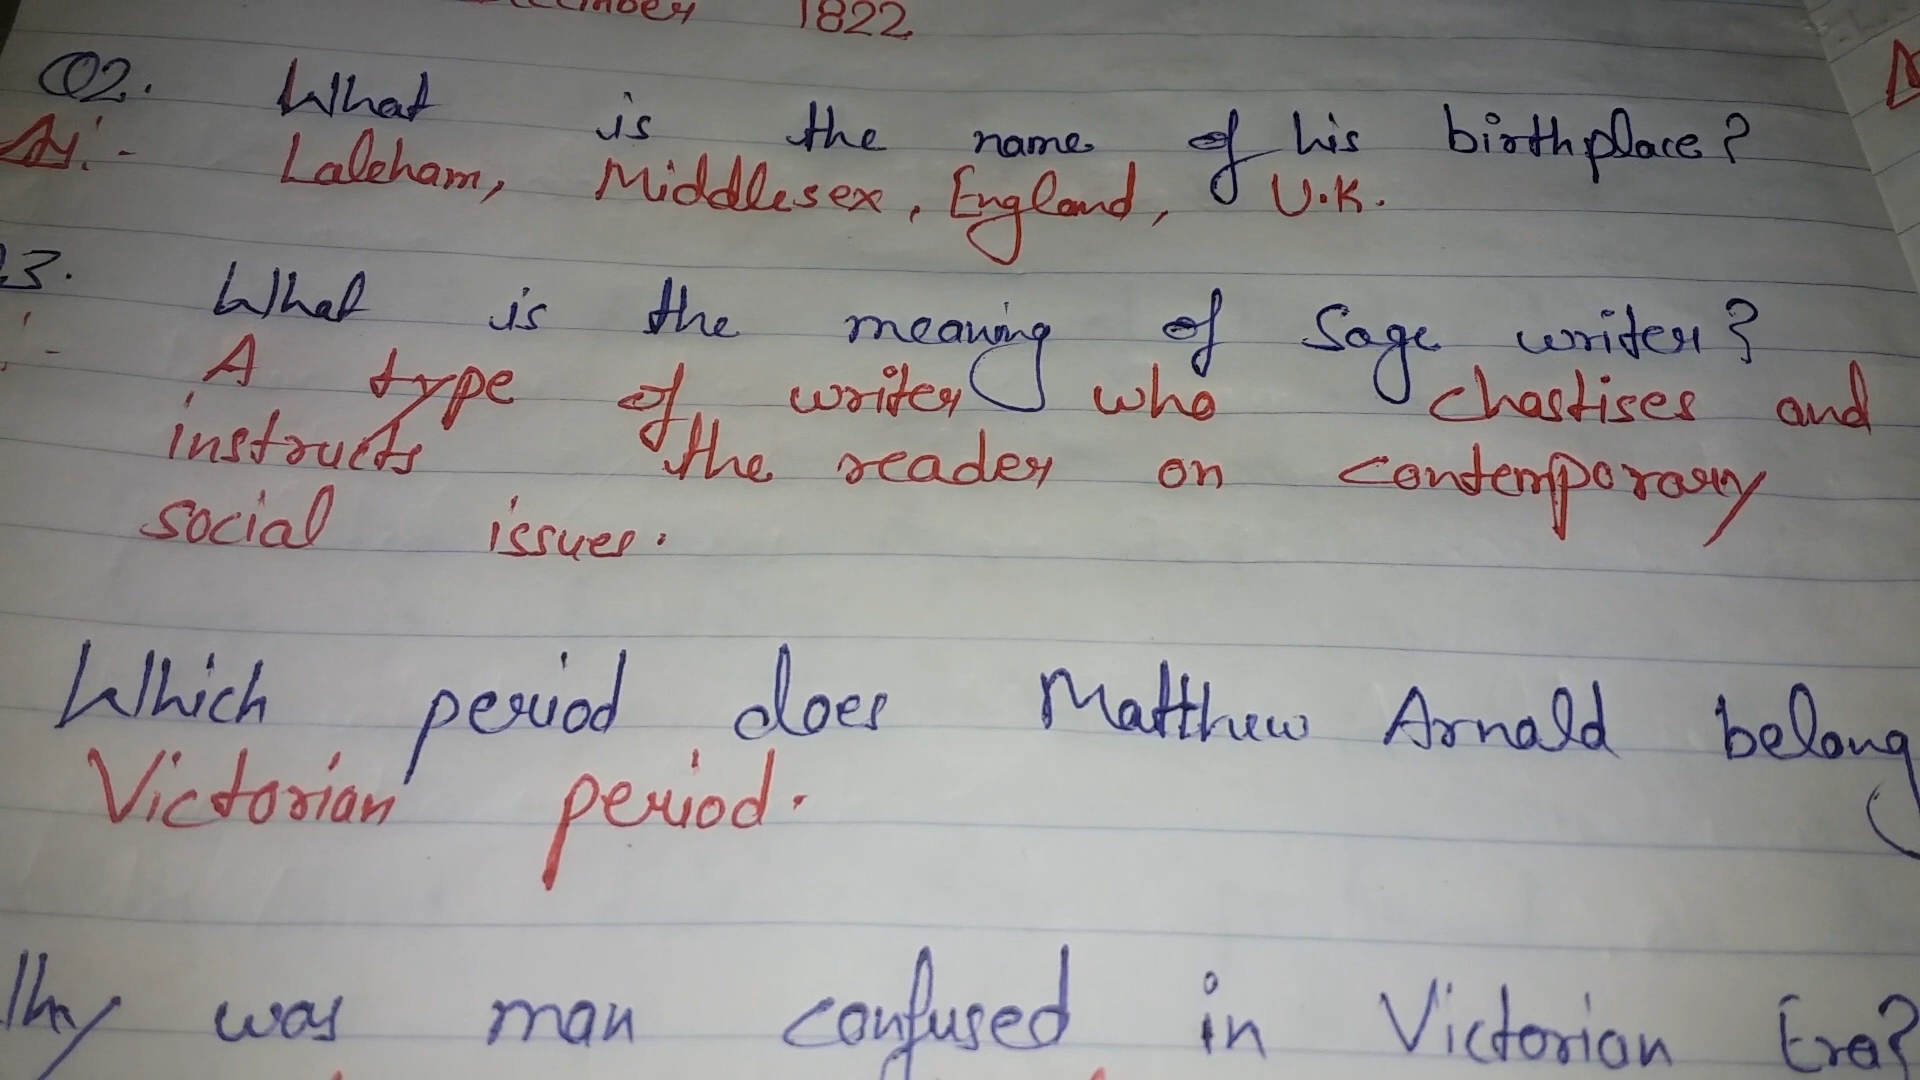 1822
Q2. What is the name of his birthplace?
Laleham, Middlesex, England, U.K.
3. What is the meaning of Sage writer?
A type of writer who chastises and
instructs the reader on contemporary
social issues.
Which period does Matthew Arnald belong
Victorian period.
was man confused in Victorian Era?